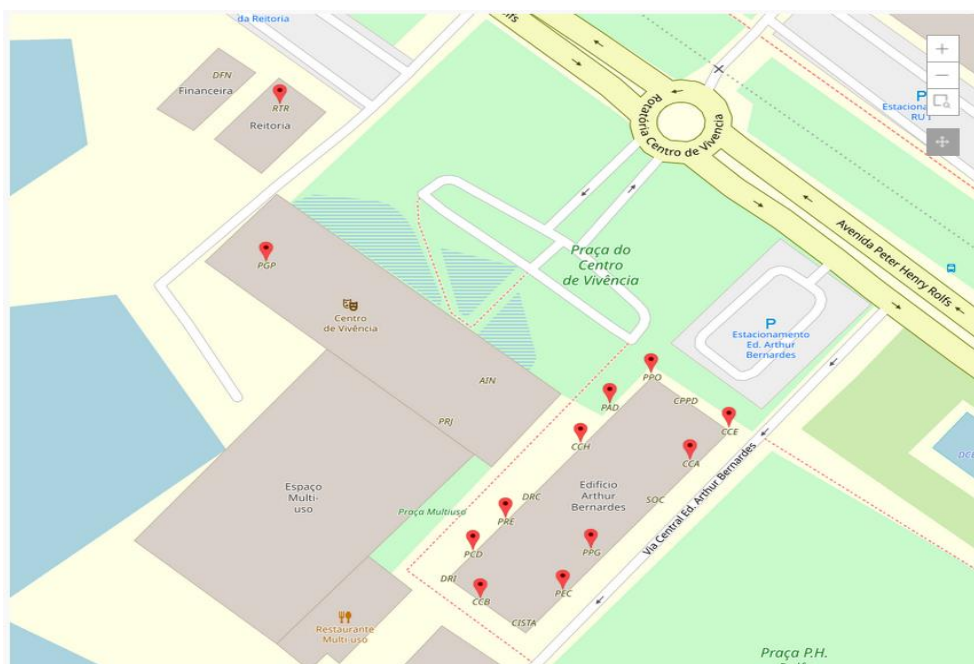 da Reitoria
DFN
Financeira
RTR
Reitoria
Rotatória Centro de Vivencia
+
−
P
Estacionamento
RU 1
Avenida Peter Henry Rolfs
PGP
Praça do
Centro
de Vivência
Centro
de Vivência
P
Estacionamento
Ed. Arthur
Bernardes
PPO
AIN
PAD
CPPD
PRJ
CCE
CCH
CCA
Espaço
Multi-
uso
Edifício
Arthur
Bernardes
DRC
SOC
Praça Multiuso
PRE
Via Central Ed. Arthur Bernardes
PCD
PPG
DRI
CCB
PEC
CISTA
Restaurante
Multi-uso
Praça P.H.